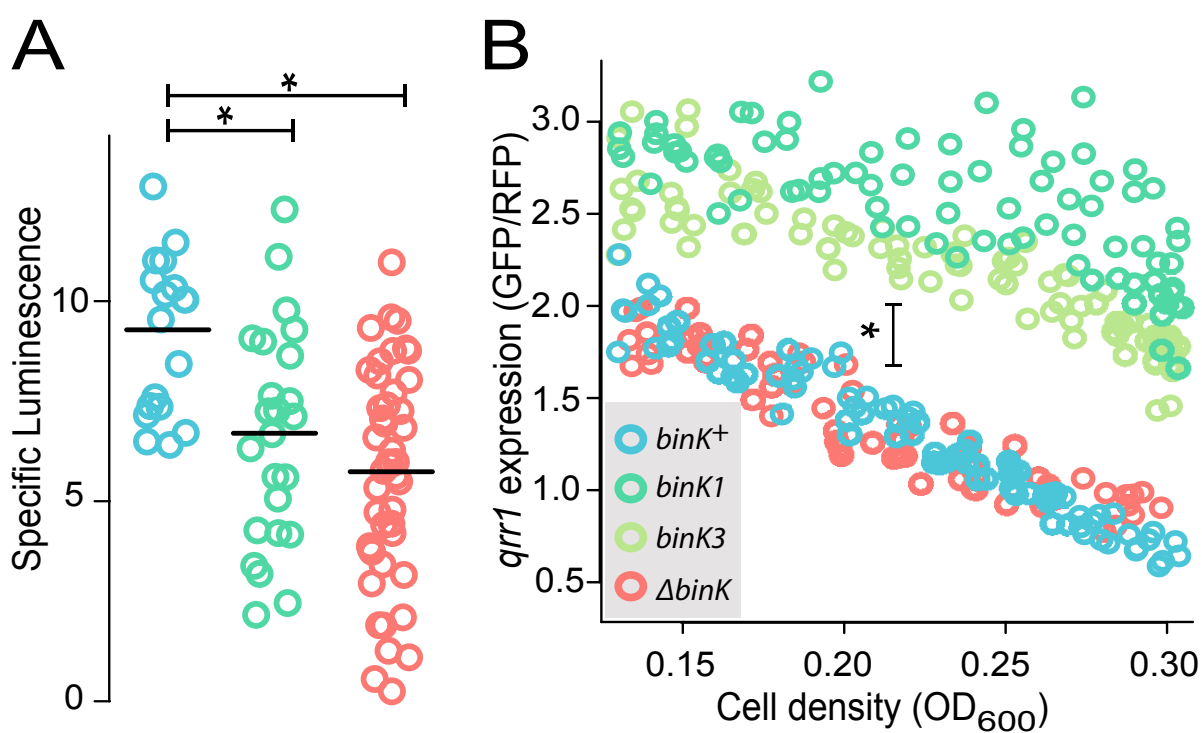 A
B
*
*
Specific Luminescence
10
5
0
qrr1 expression (GFP/RFP)
3.0
2.5
2.0
1.5
1.0
0.5
*
binK+
binK1
binK3
ΔbinK
0.15
0.20
0.25
0.30
Cell density (OD600)